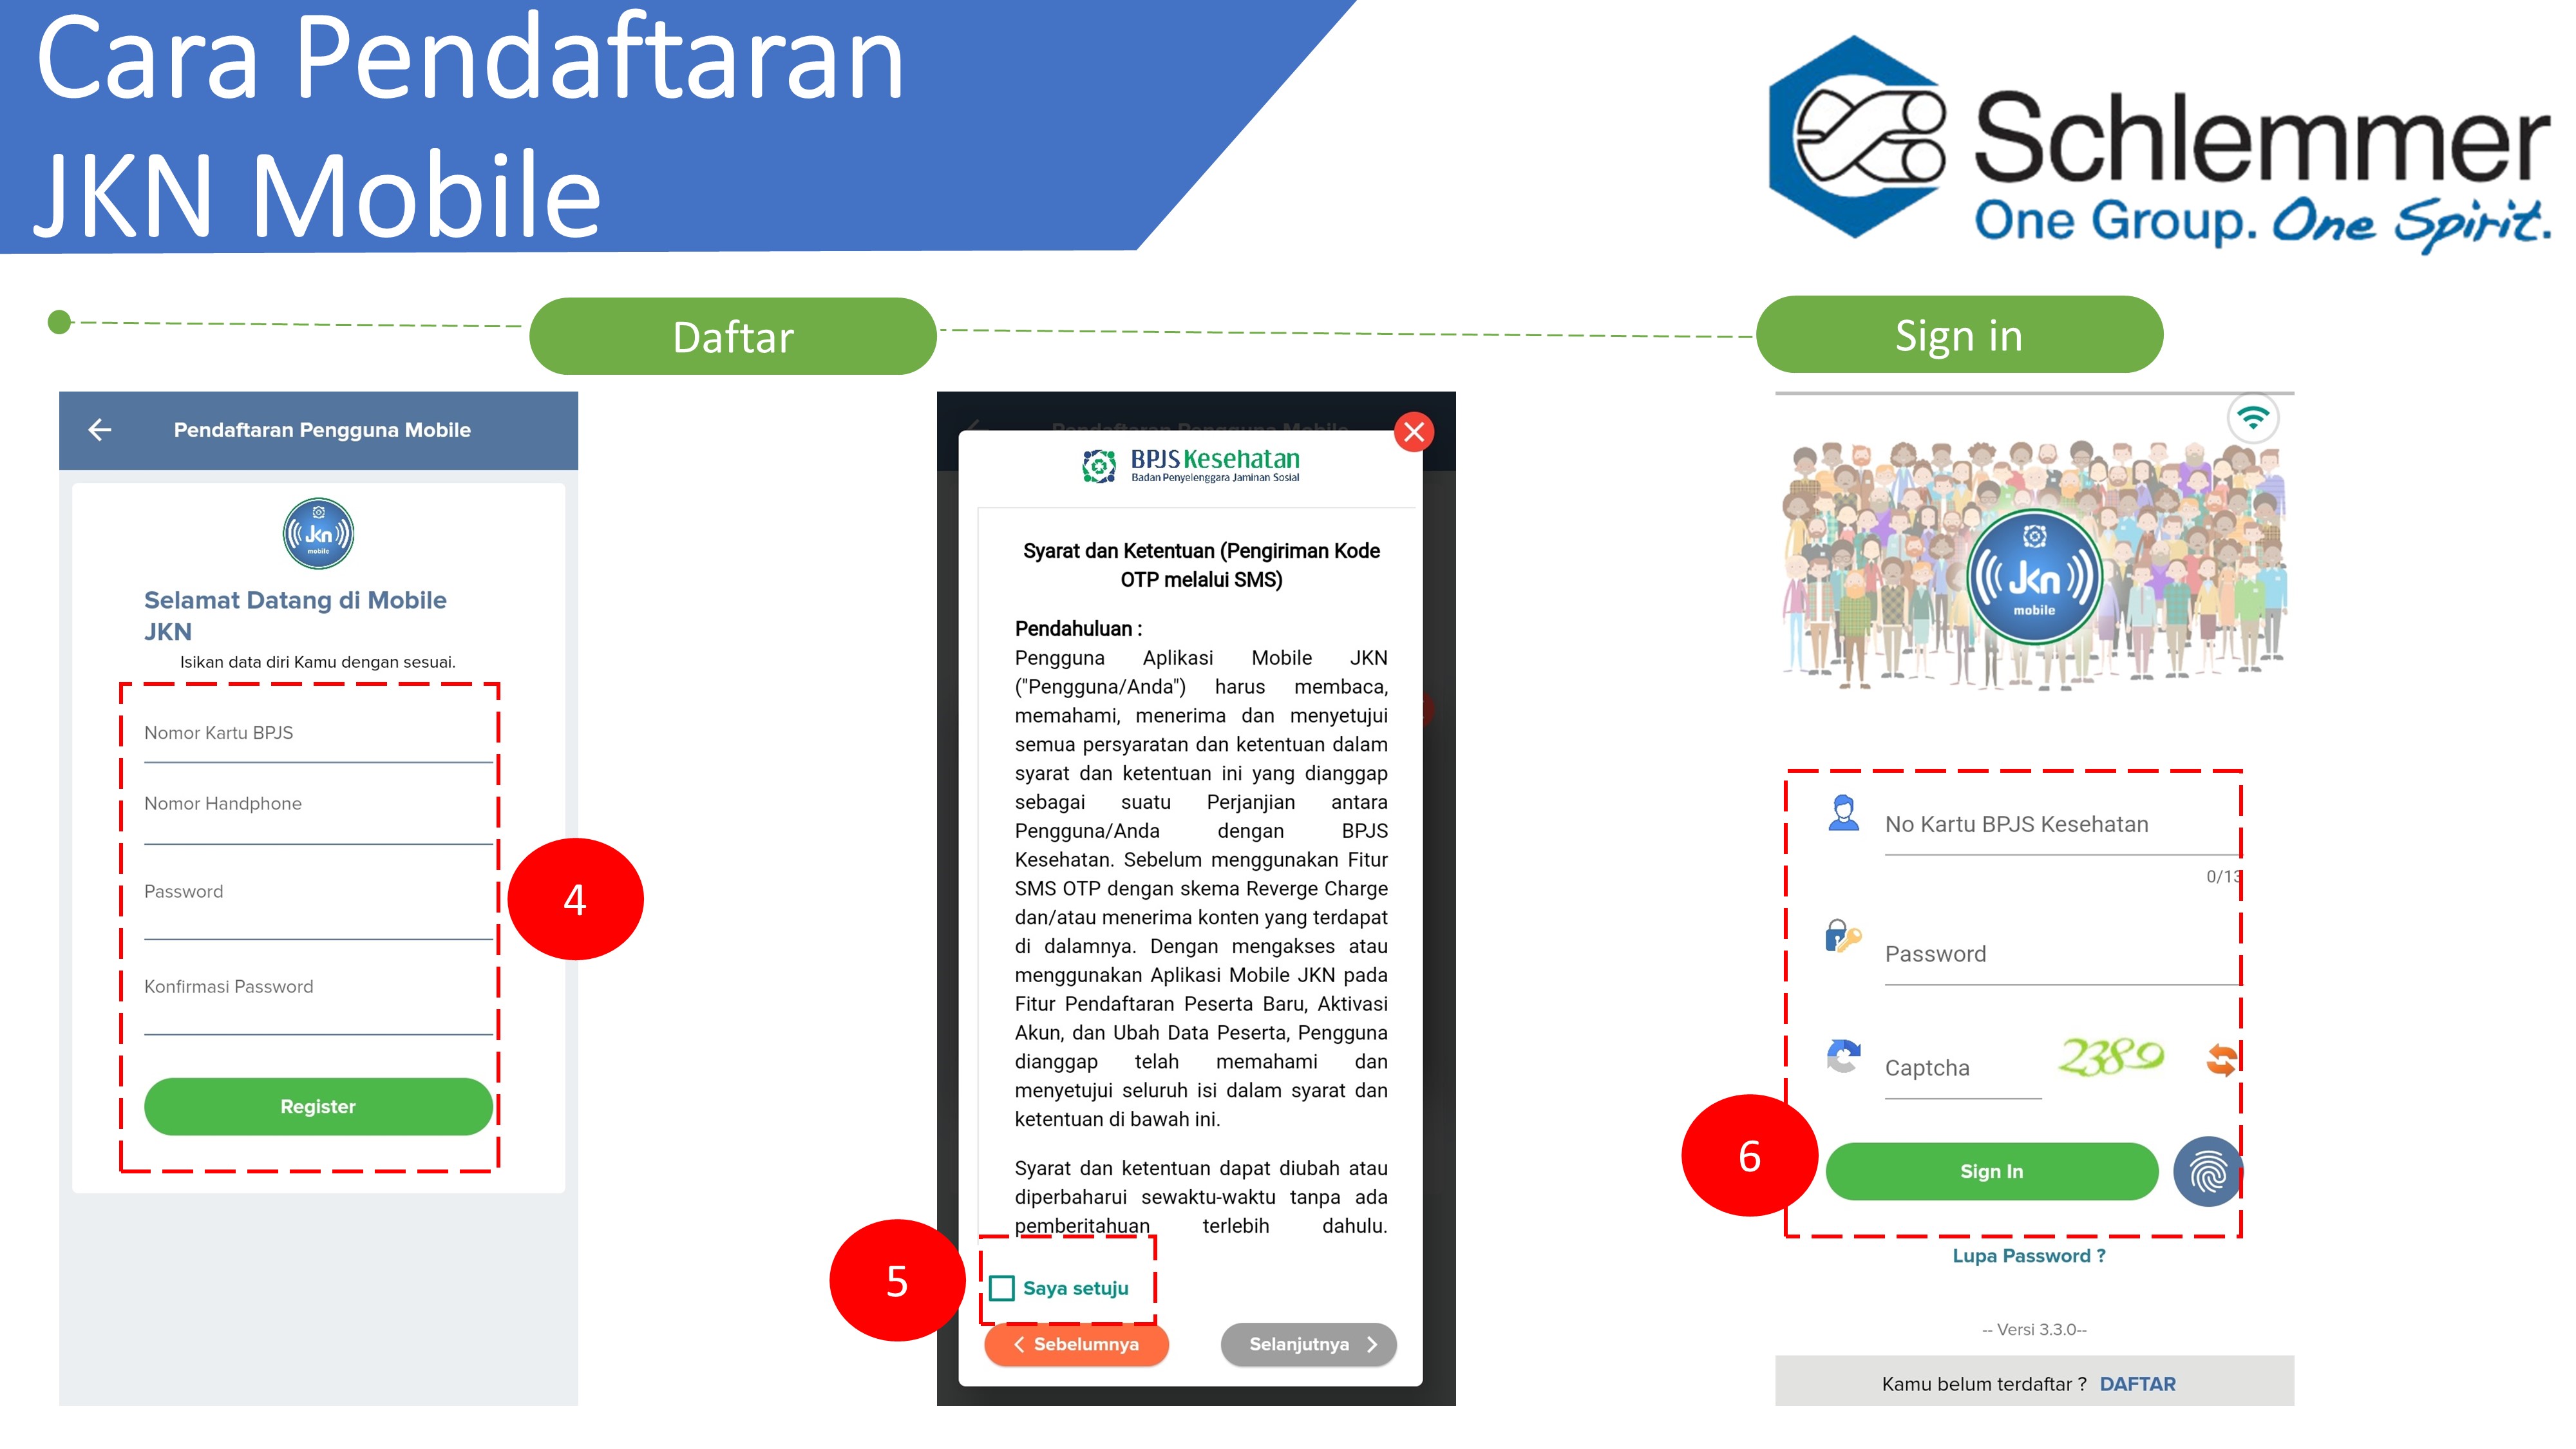 Cara Pendaftaran
JKN Mobile
Schlemmer
One Group. One Spirit.
Daftar
Sign in
Pendaftaran Pengguna Mobile
Jkn
mobile
Selamat Datang di Mobile
JKN
Isikan data diri Kamu dengan sesuai.
Nomor Kartu BPJS
Nomor Handphone
Password
Konfirmasi Password
Register
4
Pendaftaran Pengguna Mobile
BPJS Kesehatan
Badan Penyelenggara Jaminan Sosial
Syarat dan Ketentuan (Pengiriman Kode
OTP melalui SMS)
Pendahuluan :
Pengguna Aplikasi Mobile JKN
("Pengguna/Anda") harus membaca,
memahami, menerima dan menyetujui
semua persyaratan dan ketentuan dalam
syarat dan ketentuan ini yang dianggap
sebagai suatu Perjanjian antara
Pengguna/Anda dengan BPJS
Kesehatan. Sebelum menggunakan Fitur
SMS OTP dengan skema Reverge Charge
dan/atau menerima konten yang terdapat
di dalamnya. Dengan mengakses atau
menggunakan Aplikasi Mobile JKN pada
Fitur Pendaftaran Peserta Baru, Aktivasi
Akun, dan Ubah Data Peserta, Pengguna
dianggap telah memahami dan
menyetujui seluruh isi dalam syarat dan
ketentuan di bawah ini.
Syarat dan ketentuan dapat diubah atau
diperbaharui sewaktu-waktu tanpa ada
pemberitahuan terlebih dahulu.
5
Saya setuju
Sebelumnya
Selanjutnya
Jkn
mobile
No Kartu BPJS Kesehatan
0/13
Password
Captcha
2389
6
Sign In
Lupa Password ?
-- Versi 3.3.0--
Kamu belum terdaftar ? DAFTAR